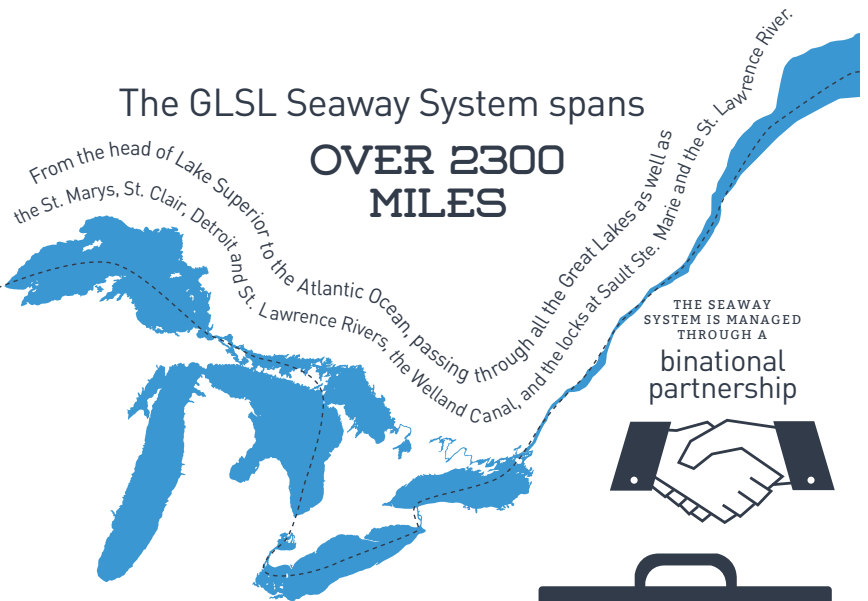 The GLSL Seaway System spans
OVER 2300
MILES
From the head of Lake Superior to the Atlantic Ocean, passing through all the Great Lakes as well as
the St. Marys, St. Clair, Detroit and St. Lawrence Rivers, the Welland Canal, and the locks at Sault Ste. Marie and the St. Lawrence River.
THE SEAWAY
SYSTEM IS MANAGED
THROUGH A
binational
partnership